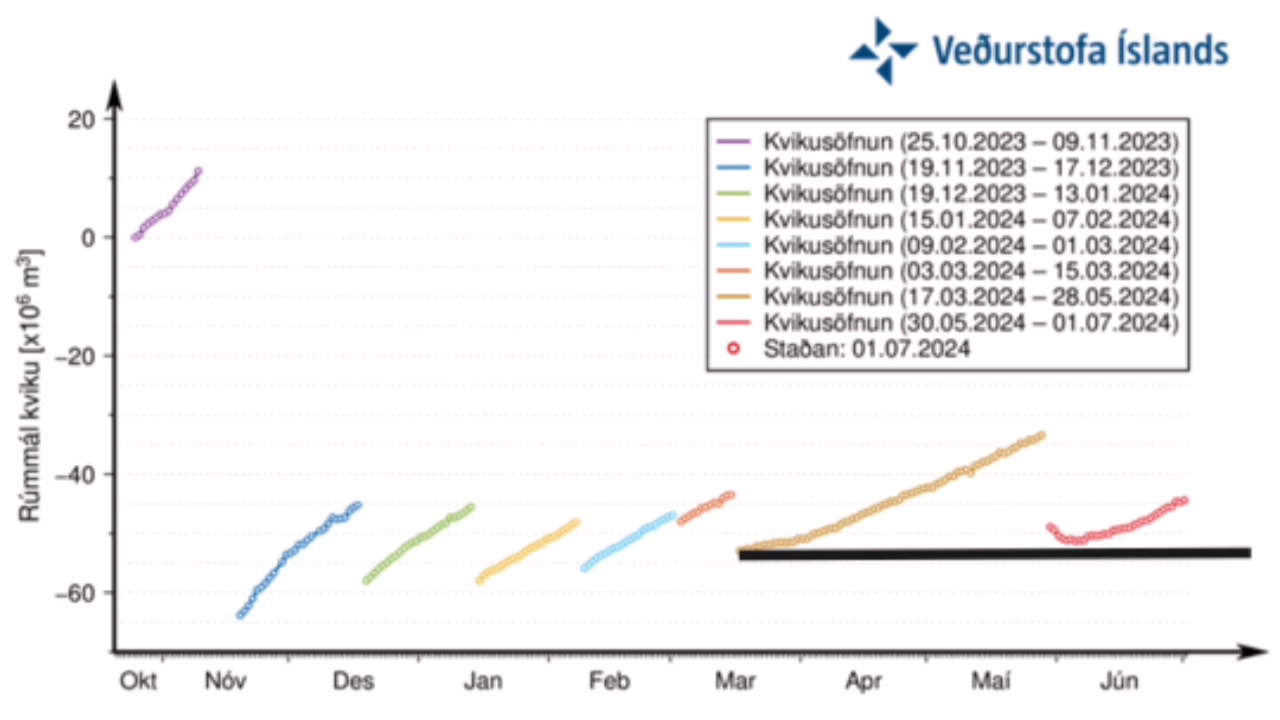 Veðurstofa Íslands
20
0
−20
−40
−60
Rúmmál kviku [x10⁶ m³]
Kvikusöfnun (25.10.2023 – 09.11.2023)
Kvikusöfnun (19.11.2023 – 17.12.2023)
Kvikusöfnun (19.12.2023 – 13.01.2024)
Kvikusöfnun (15.01.2024 – 07.02.2024)
Kvikusöfnun (09.02.2024 – 01.03.2024)
Kvikusöfnun (03.03.2024 – 15.03.2024)
Kvikusöfnun (17.03.2024 – 28.05.2024)
Kvikusöfnun (30.05.2024 – 01.07.2024)
Staðan: 01.07.2024
Okt Nóv Des Jan Feb Mar Apr Maí Jún